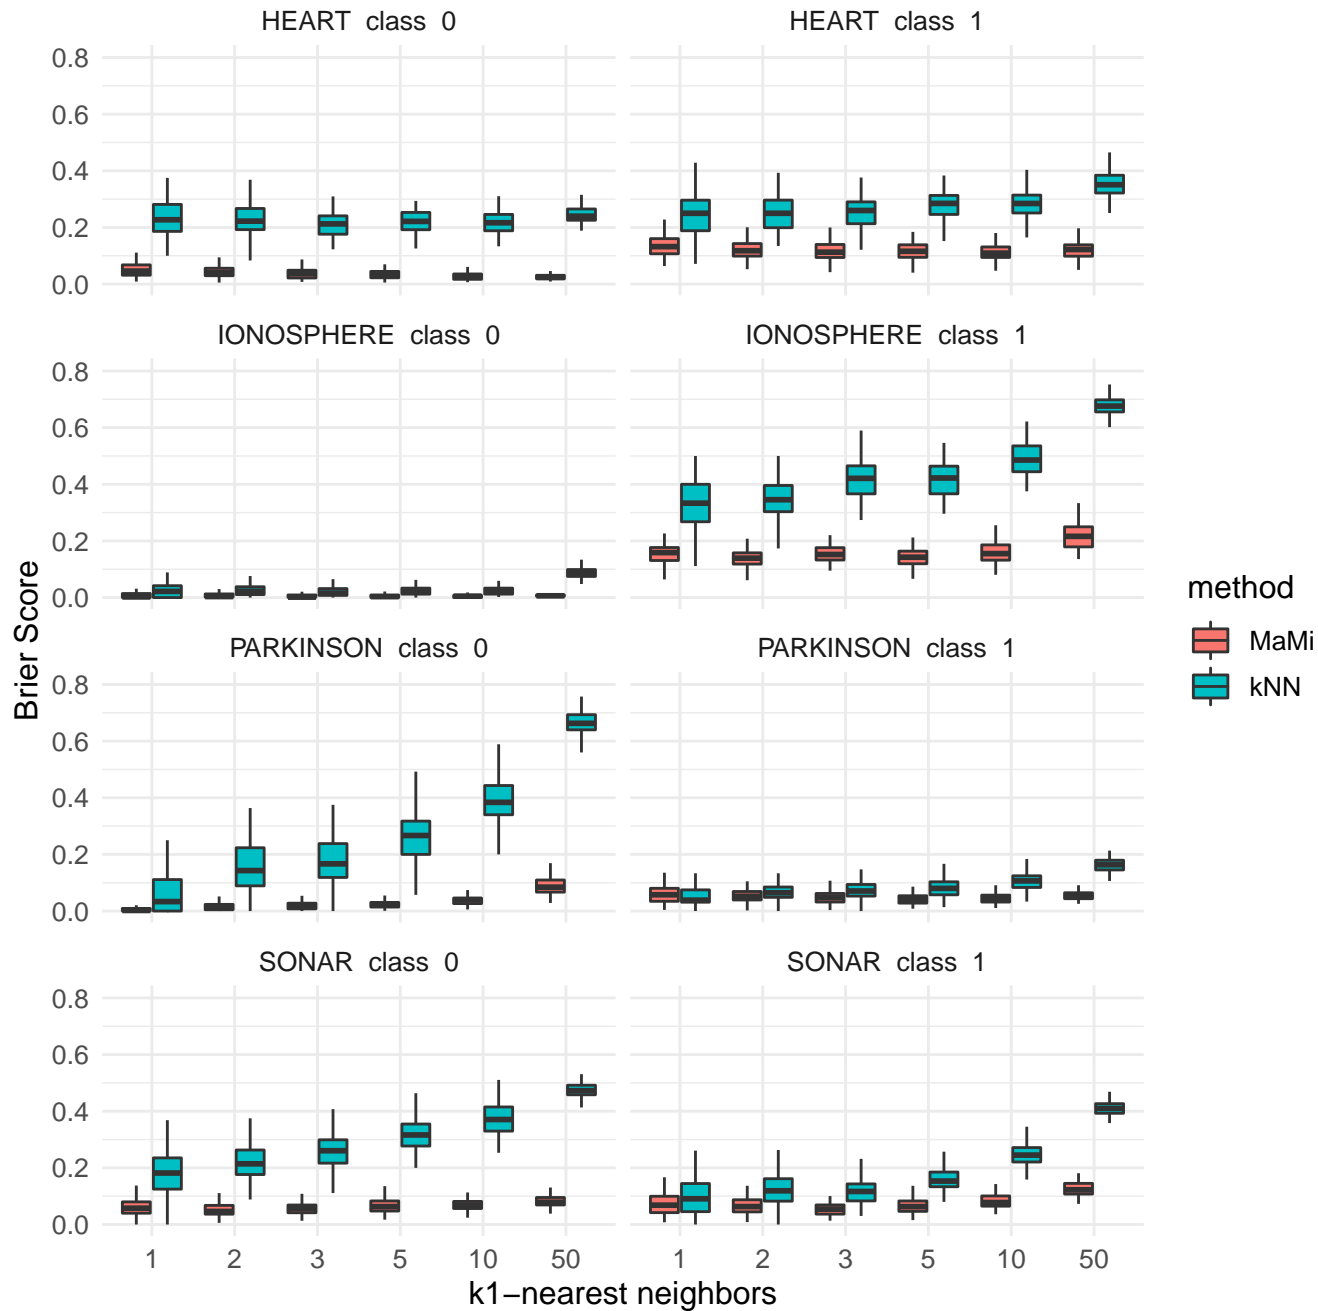 HEART class 0
HEART class 1
0.8
0.6
0.4
0.2
0.0
IONOSPHERE class 0
IONOSPHERE class 1
0.8
0.6
0.4
0.2
0.0
PARKINSON class 0
PARKINSON class 1
0.8
0.6
0.4
0.2
0.0
SONAR class 0
SONAR class 1
0.8
0.6
0.4
0.2
0.0
1 2 3 5 10 50
1 2 3 5 10 50
k1−nearest neighbors
Brier Score
method
MaMi
kNN